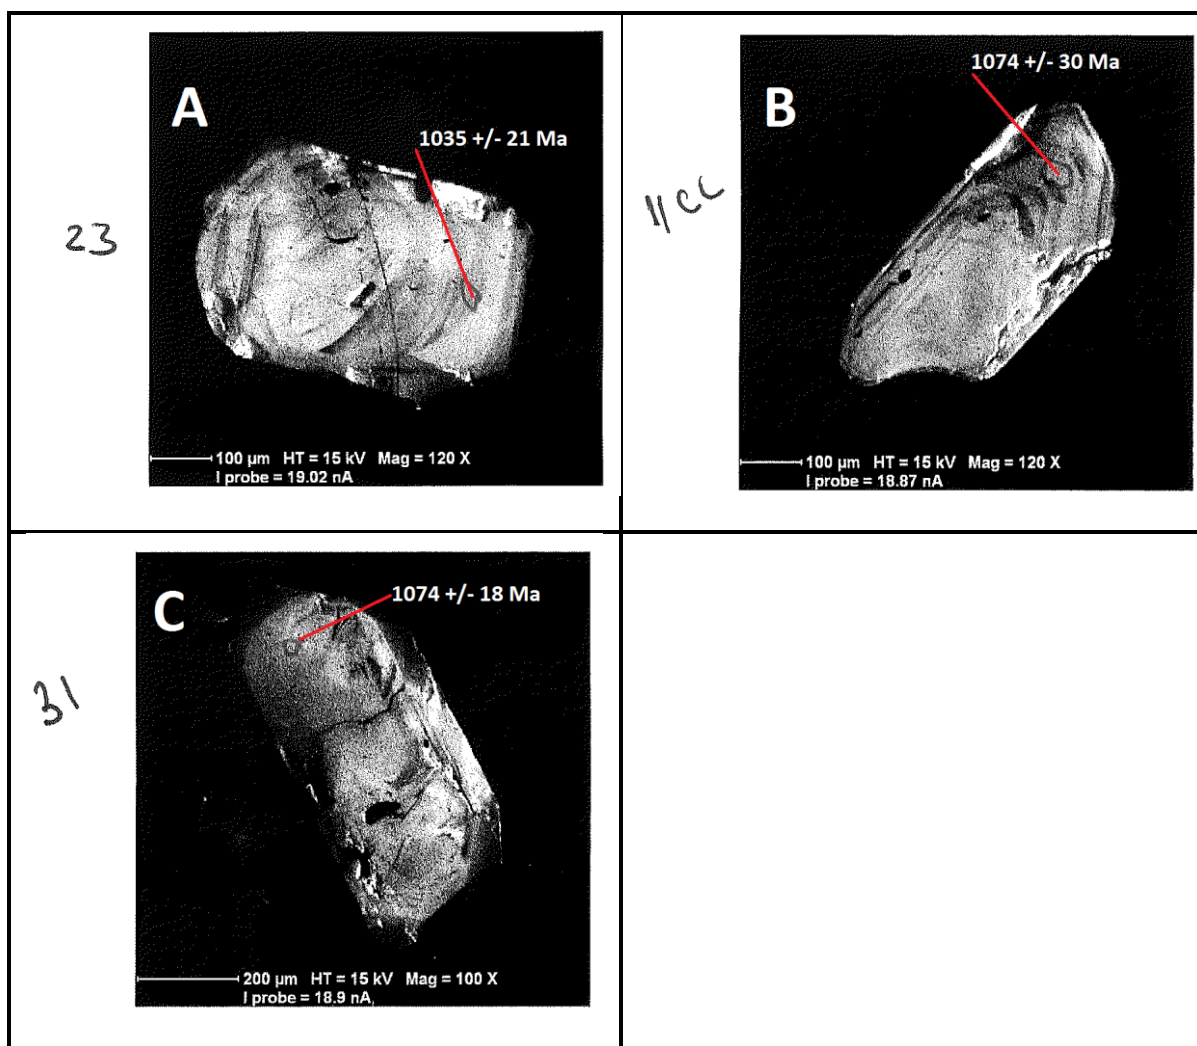 A
1035 +/- 21 Ma
23
100 µm HT = 15 kV Mag = 120 X
I probe = 19.02 nA
B
1074 +/- 30 Ma
11CC
100 µm HT = 15 kV Mag = 120 X
I probe = 18.87 nA
C
1074 +/- 18 Ma
31
200 µm HT = 15 kV Mag = 100 X
I probe = 18.9 nA